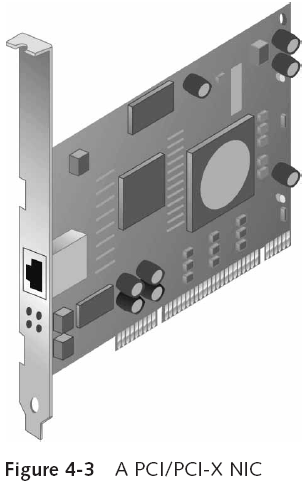 Figure 4-3 A PCI/PCI-X NIC